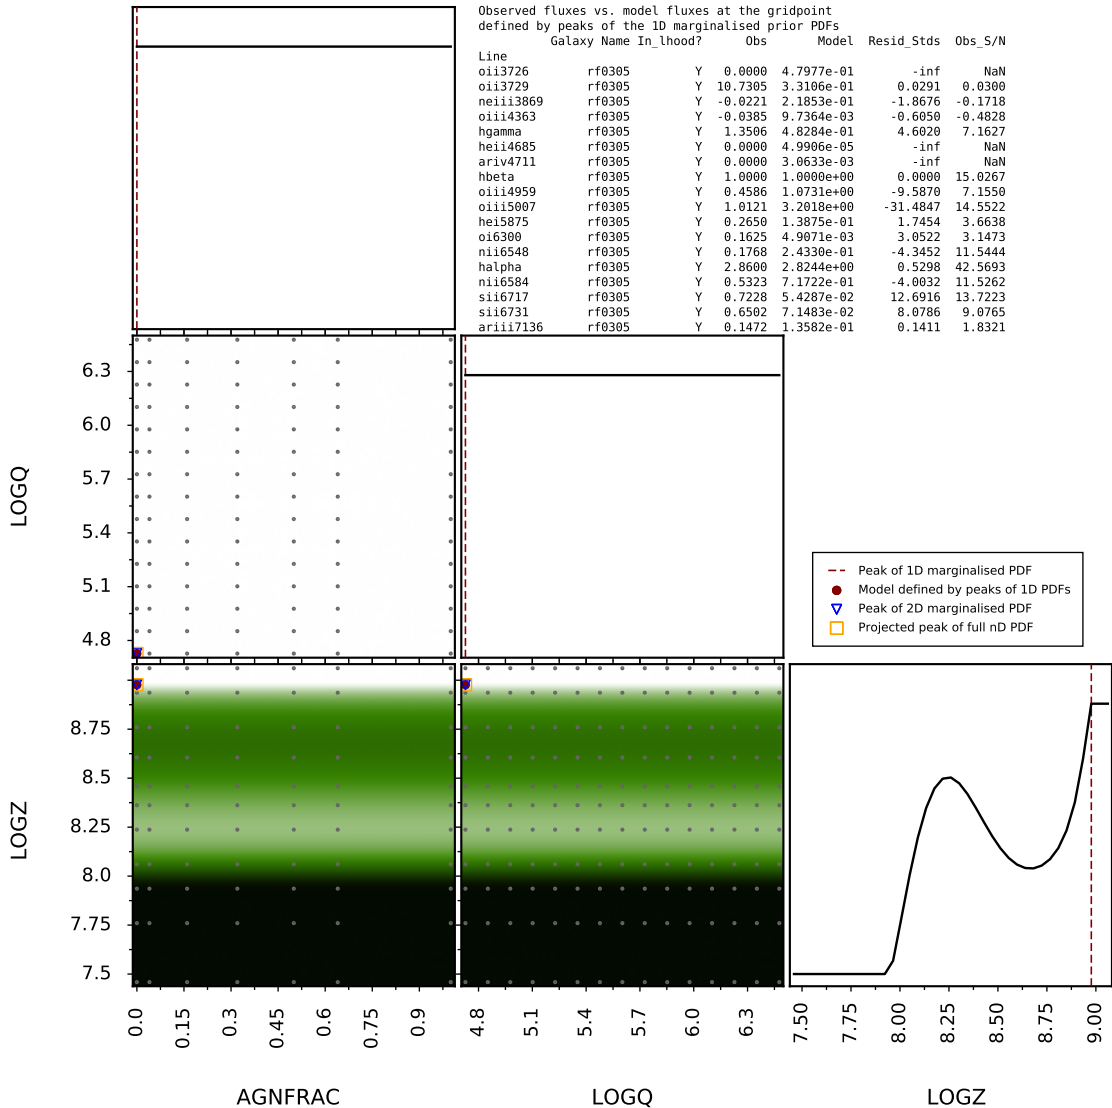 Observed fluxes vs. model fluxes at the gridpoint
defined by peaks of the 1D marginalised prior PDFs
Galaxy Name In_lhood? Obs Model Resid_Stds Obs_S/N
Line
oii3726 rf0305 Y 0.0000 4.7977e-01 -inf NaN
oii3729 rf0305 Y 10.7305 3.3106e-01 0.0291 0.0300
neiii3869 rf0305 Y -0.0221 2.1853e-01 -1.8676 -0.1718
oiii4363 rf0305 Y -0.0385 9.7364e-03 -0.6050 -0.4828
hgamma rf0305 Y 1.3506 4.8284e-01 4.6020 7.1627
heii4685 rf0305 Y 0.0000 4.9906e-05 -inf NaN
ariv4711 rf0305 Y 0.0000 3.0633e-03 -inf NaN
hbeta rf0305 Y 1.0000 1.0000e+00 0.0000 15.0267
oiii4959 rf0305 Y 0.4586 1.0731e+00 -9.5870 7.1550
oiii5007 rf0305 Y 1.0121 3.2018e+00 -31.4847 14.5522
hei5875 rf0305 Y 0.2650 1.3875e-01 1.7454 3.6638
oi6300 rf0305 Y 0.1625 4.9071e-03 3.0522 3.1473
nii6548 rf0305 Y 0.1768 2.4330e-01 -4.3452 11.5444
halpha rf0305 Y 2.8600 2.8244e+00 0.5298 42.5693
nii6584 rf0305 Y 0.5323 7.1722e-01 -4.0032 11.5262
sii6717 rf0305 Y 0.7228 5.4287e-02 12.6916 13.7223
sii6731 rf0305 Y 0.6502 7.1483e-02 8.0786 9.0765
ariii7136 rf0305 Y 0.1472 1.3582e-01 0.1411 1.8321
LOGQ
6.3
6.0
5.7
5.4
5.1
4.8
Peak of 1D marginalised PDF
Model defined by peaks of 1D PDFs
Peak of 2D marginalised PDF
Projected peak of full nD PDF
LOGZ
8.75
8.5
8.25
8.0
7.75
7.5
0.0 0.15 0.3 0.45 0.6 0.75 0.9
4.8 5.1 5.4 5.7 6.0 6.3
7.50 7.75 8.00 8.25 8.50 8.75 9.00
AGNFRAC LOGQ LOGZ